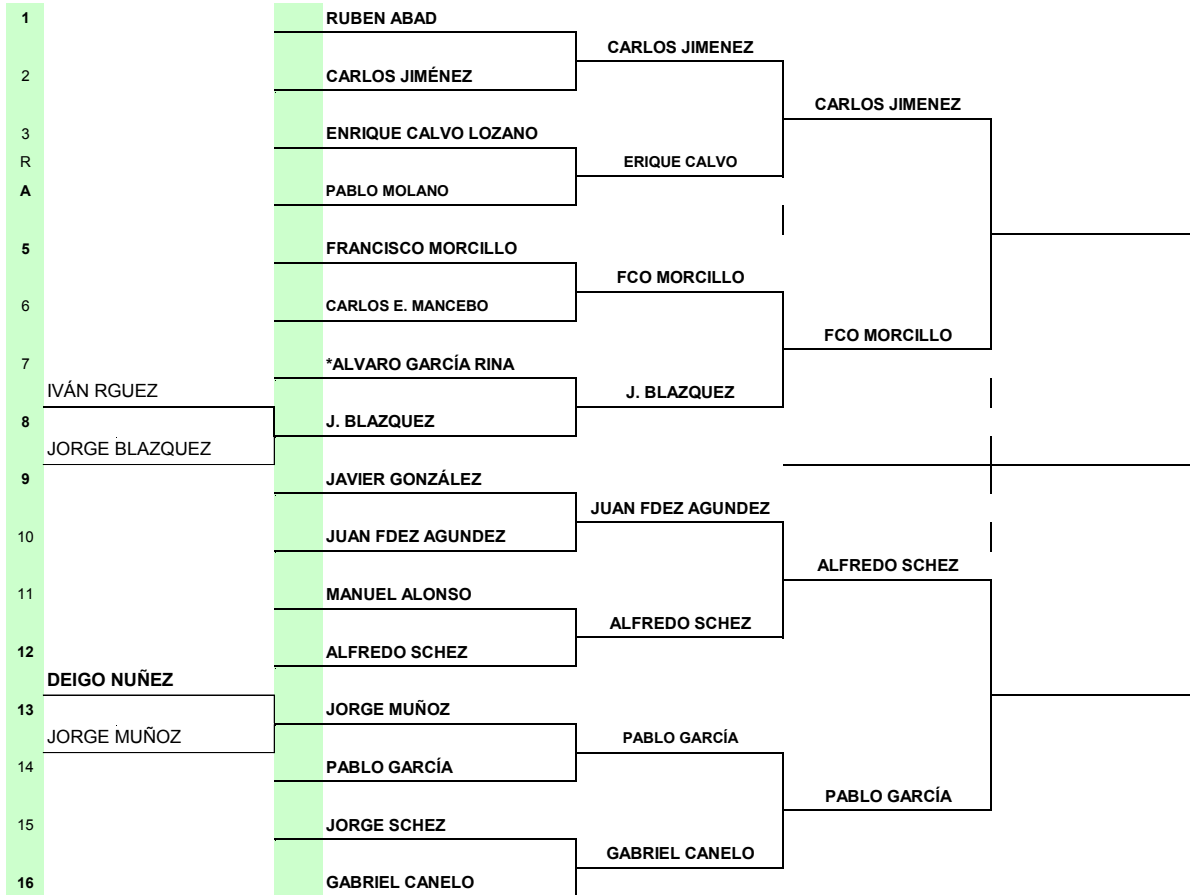 1 RUBEN ABAD
CARLOS JIMENEZ
2 CARLOS JIMÉNEZ
CARLOS JIMENEZ
3 ENRIQUE CALVO LOZANO
R ERIQUE CALVO
A PABLO MOLANO
5 FRANCISCO MORCILLO
FCO MORCILLO
6 CARLOS E. MANCEBO
FCO MORCILLO
7 *ALVARO GARCÍA RINA
IVÁN RGUEZ J. BLAZQUEZ
8 J. BLAZQUEZ
JORGE BLAZQUEZ
9 JAVIER GONZÁLEZ
JUAN FDEZ AGUNDEZ
10 JUAN FDEZ AGUNDEZ
ALFREDO SCHEZ
11 MANUEL ALONSO
ALFREDO SCHEZ
12 ALFREDO SCHEZ
DEIGO NUÑEZ
13 JORGE MUÑOZ
JORGE MUÑOZ PABLO GARCÍA
14 PABLO GARCÍA
PABLO GARCÍA
15 JORGE SCHEZ
GABRIEL CANELO
16 GABRIEL CANELO